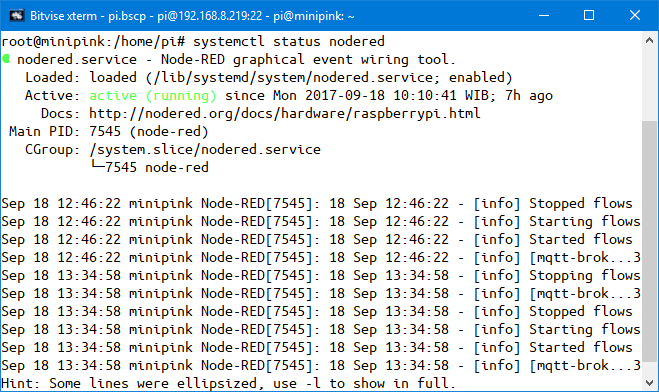 Bitvise xterm - pi.bscp - pi@192.168.8.219:22 - pi@minipink: ~
root@minipink:/home/pi# systemctl status nodered
● nodered.service - Node-RED graphical event wiring tool.
   Loaded: loaded (/lib/systemd/system/nodered.service; enabled)
   Active: active (running) since Mon 2017-09-18 10:10:41 WIB; 7h ago
     Docs: http://nodered.org/docs/hardware/raspberrypi.html
 Main PID: 7545 (node-red)
   CGroup: /system.slice/nodered.service
           └─7545 node-red
Sep 18 12:46:22 minipink Node-RED[7545]: 18 Sep 12:46:22 - [info] Stopped flows
Sep 18 12:46:22 minipink Node-RED[7545]: 18 Sep 12:46:22 - [info] Starting flows
Sep 18 12:46:22 minipink Node-RED[7545]: 18 Sep 12:46:22 - [info] Started flows
Sep 18 12:46:22 minipink Node-RED[7545]: 18 Sep 12:46:22 - [info] [mqtt-brok...3
Sep 18 13:34:58 minipink Node-RED[7545]: 18 Sep 13:34:58 - [info] Stopping flows
Sep 18 13:34:58 minipink Node-RED[7545]: 18 Sep 13:34:58 - [info] [mqtt-brok...3
Sep 18 13:34:58 minipink Node-RED[7545]: 18 Sep 13:34:58 - [info] Stopped flows
Sep 18 13:34:58 minipink Node-RED[7545]: 18 Sep 13:34:58 - [info] Starting flows
Sep 18 13:34:58 minipink Node-RED[7545]: 18 Sep 13:34:58 - [info] Started flows
Sep 18 13:34:58 minipink Node-RED[7545]: 18 Sep 13:34:58 - [info] [mqtt-brok...3
Hint: Some lines were ellipsized, use -l to show in full.